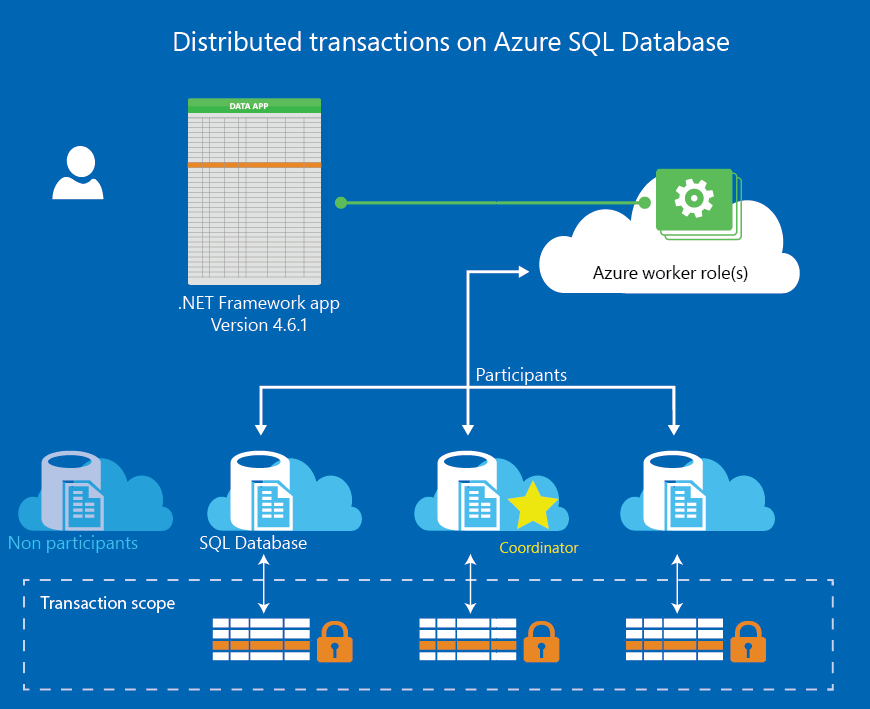 Distributed transactions on Azure SQL Database
DATA APP
.NET Framework app
Version 4.6.1
Azure worker role(s)
Participants
Non participants
SQL Database
Coordinator
Transaction scope